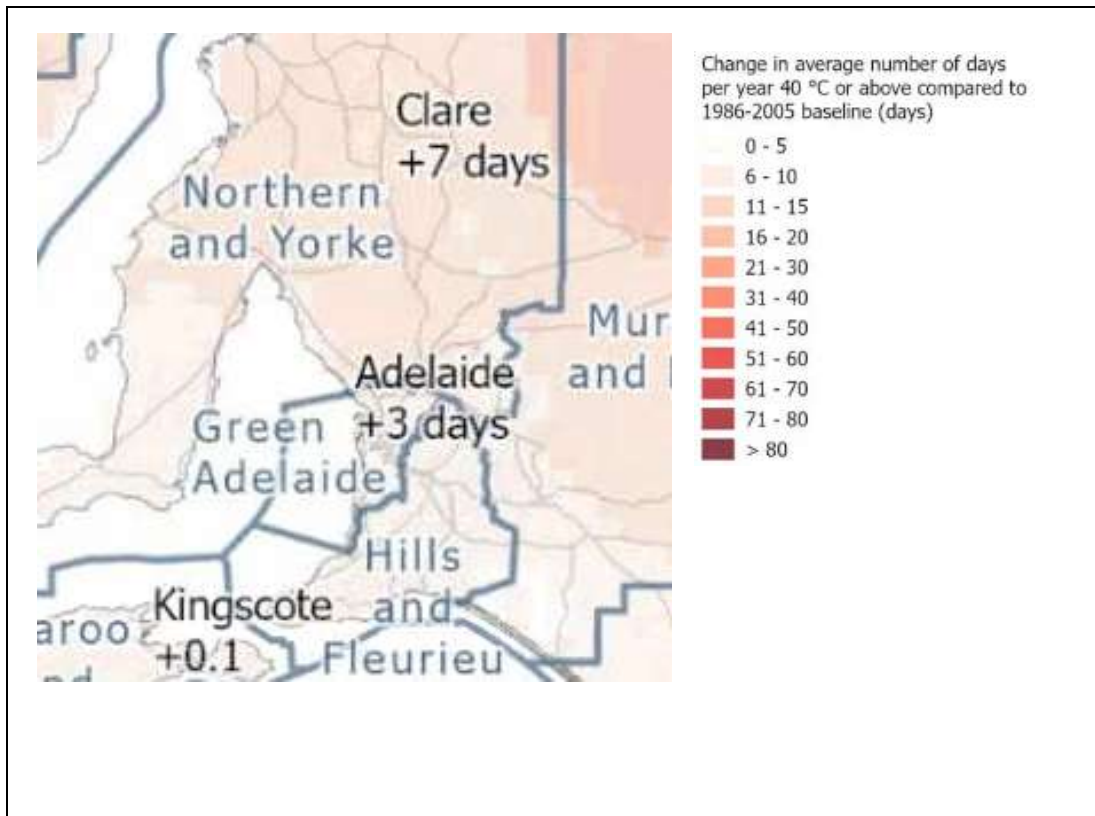 Clare
+7 days
Northern
and Yorke
Mur
and
Adelaide
+3 days
Green
Adelaide
Hills
and
Fleurieu
Kingscote
+0.1
aroo
Change in average number of days
per year 40 °C or above compared to
1986-2005 baseline (days)
0 - 5
6 - 10
11 - 15
16 - 20
21 - 30
31 - 40
41 - 50
51 - 60
61 - 70
71 - 80
> 80